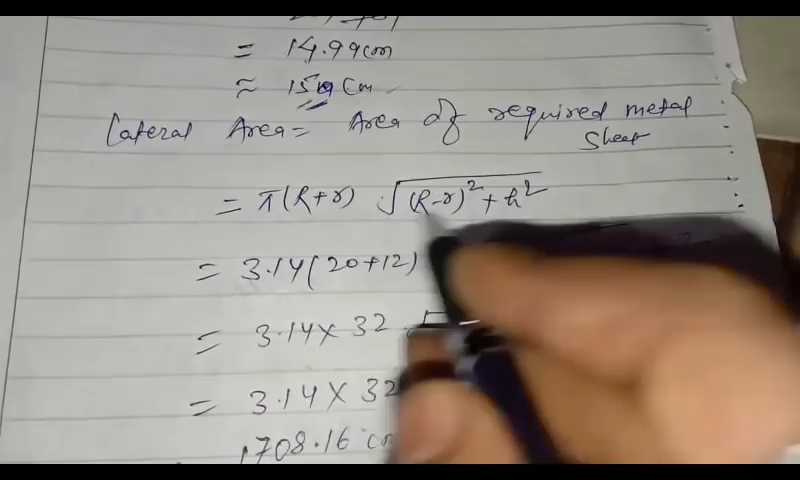 = 14.99cm
≈ 15 Cm
Lateral Area = Area of required metal
Sheet
= π(R+r) √(R-r)²+h²
= 3.14(20+12)
= 3.14×32 √
= 3.14×32
1708.16 cm